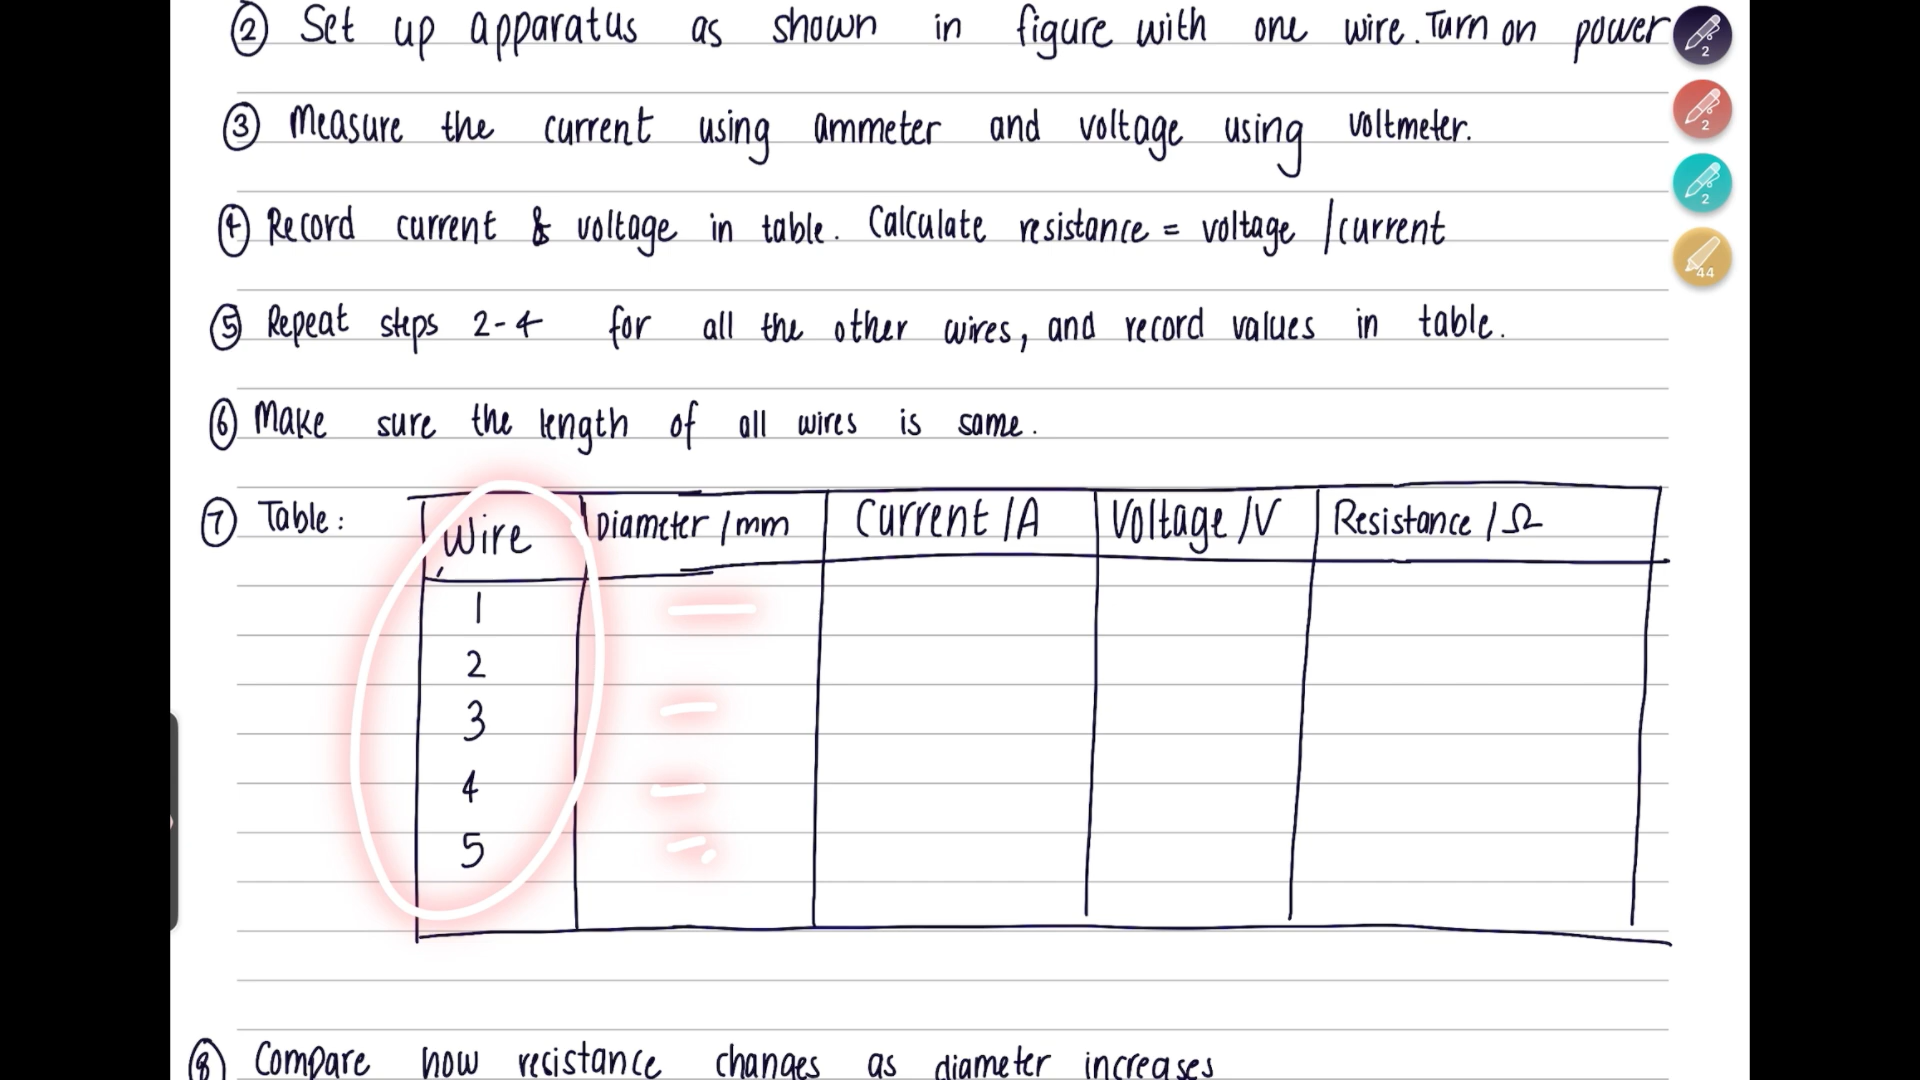 ② Set up apparatus as shown in figure with one wire. Turn on power
③ Measure the current using ammeter and voltage using voltmeter.
④ Record current & voltage in table. Calculate resistance = voltage / current
⑤ Repeat steps 2-4 for all the other wires, and record values in table.
⑥ Make sure the length of all wires is same.
⑦ Table:
Wire Diameter / mm Current / A Voltage / V Resistance / Ω
1
2
3
4
5
⑧ Compare how resistance changes as diameter increases
2
2
2
44